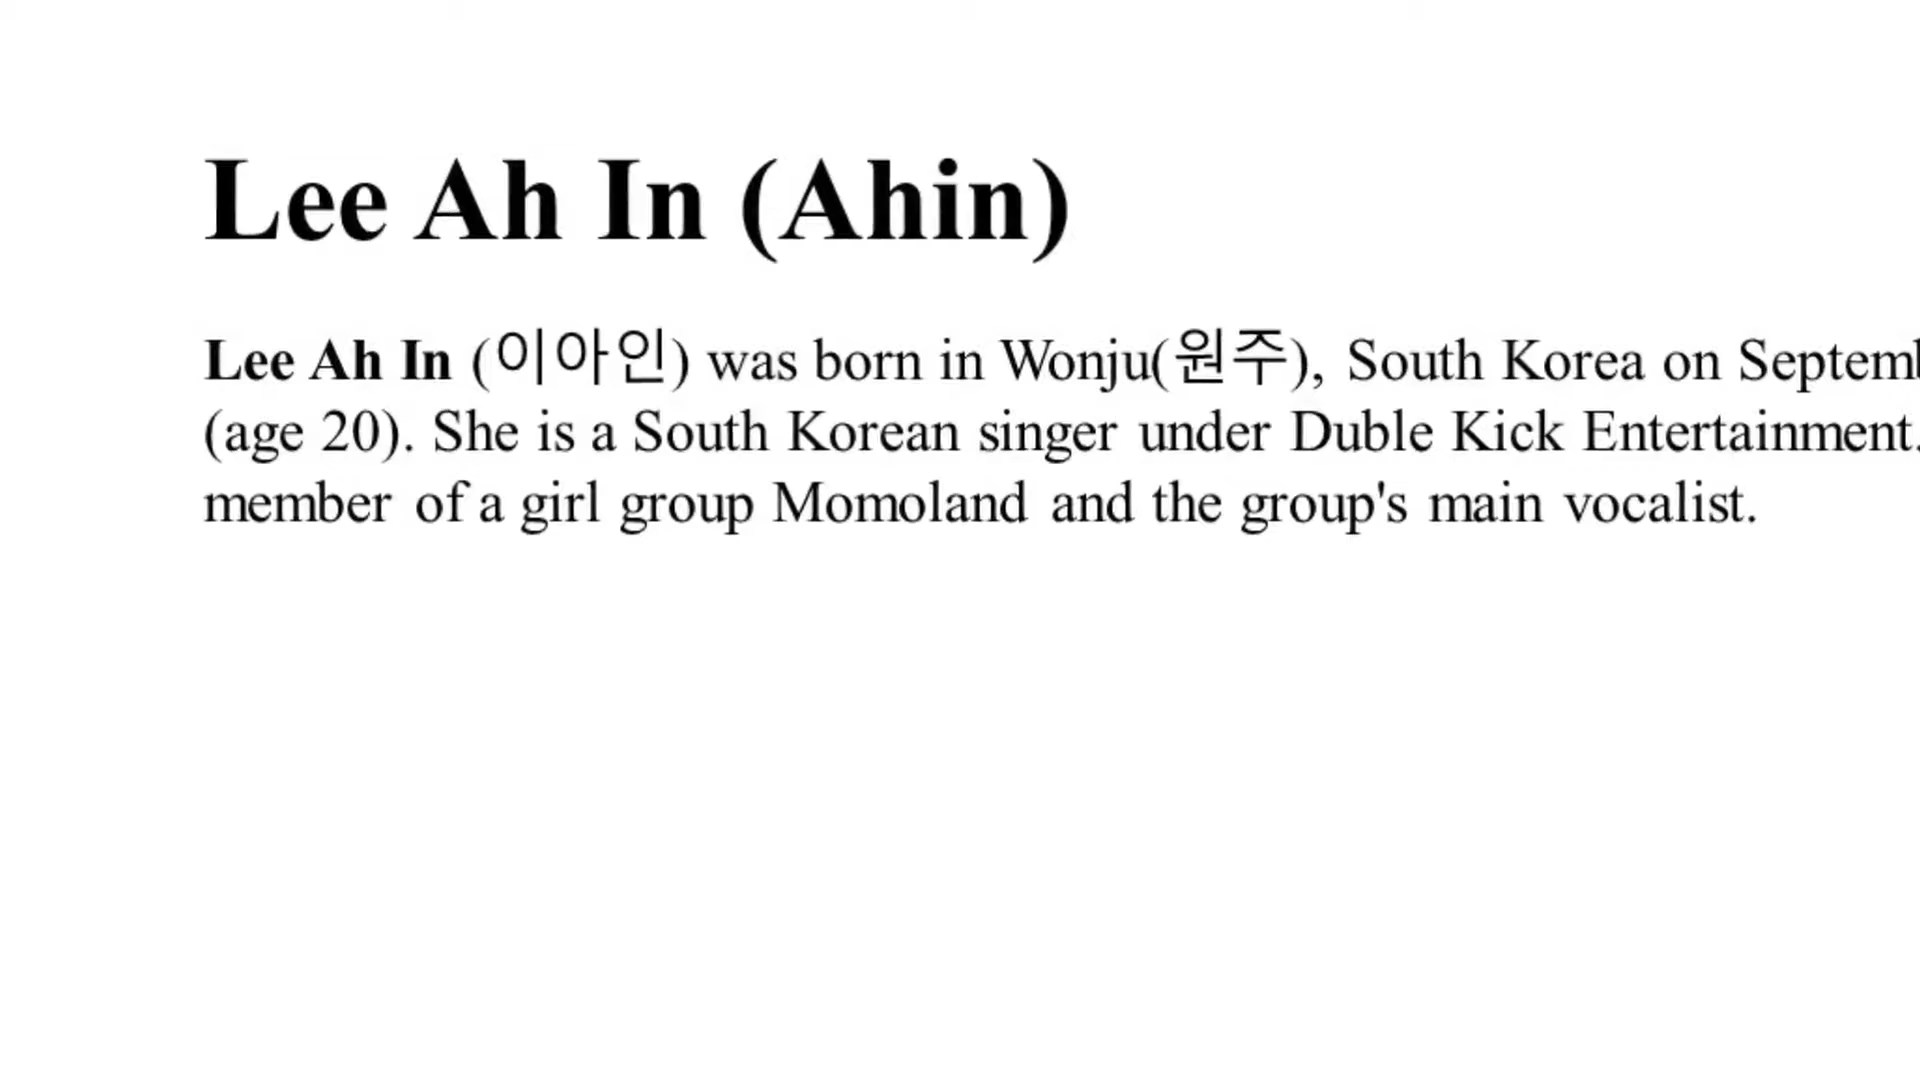 Lee Ah In (Ahin)
Lee Ah In (이아인) was born in Wonju(원주), South Korea on
(age 20). She is a South Korean singer under Duble Kick Entertainment.
member of a girl group Momoland and the group's main vocalist.